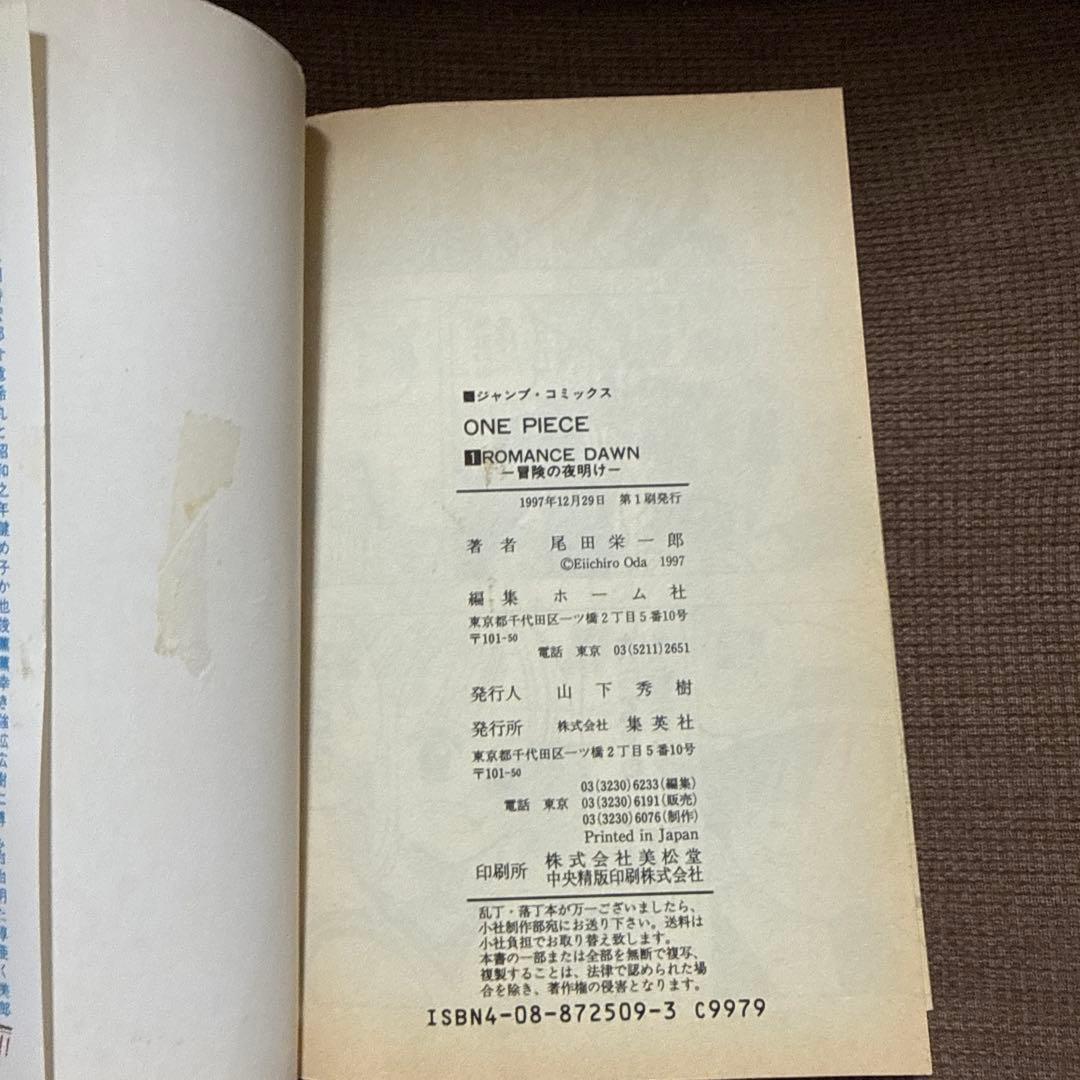 ■ジャンプ・コミックス
ONE PIECE
1 ROMANCE DAWN
―冒険の夜明け―
1997年12月29日 第1刷発行
著者 尾田栄一郎
©Eiichiro Oda 1997
編集 ホーム社
東京都千代田区一ツ橋2丁目5番10号
〒101-50
電話 東京 03(5211)2651
発行人 山下秀樹
発行所 株式会社 集英社
東京都千代田区一ツ橋2丁目5番10号
〒101-50
03(3230)6233(編集)
電話 東京 03(3230)6191(販売)
03(3230)6076(制作)
Printed in Japan
印刷所 株式会社美松堂
中央精版印刷株式会社
乱丁・落丁本が万一ございましたら、
小社制作部宛にお送り下さい。送料は
小社負担でお取り替え致します。
本書の一部または全部を無断で複写、
複製することは、法律で認められた場
合を除き、著作権の侵害となります。
ISBN4-08-872509-3 C9979